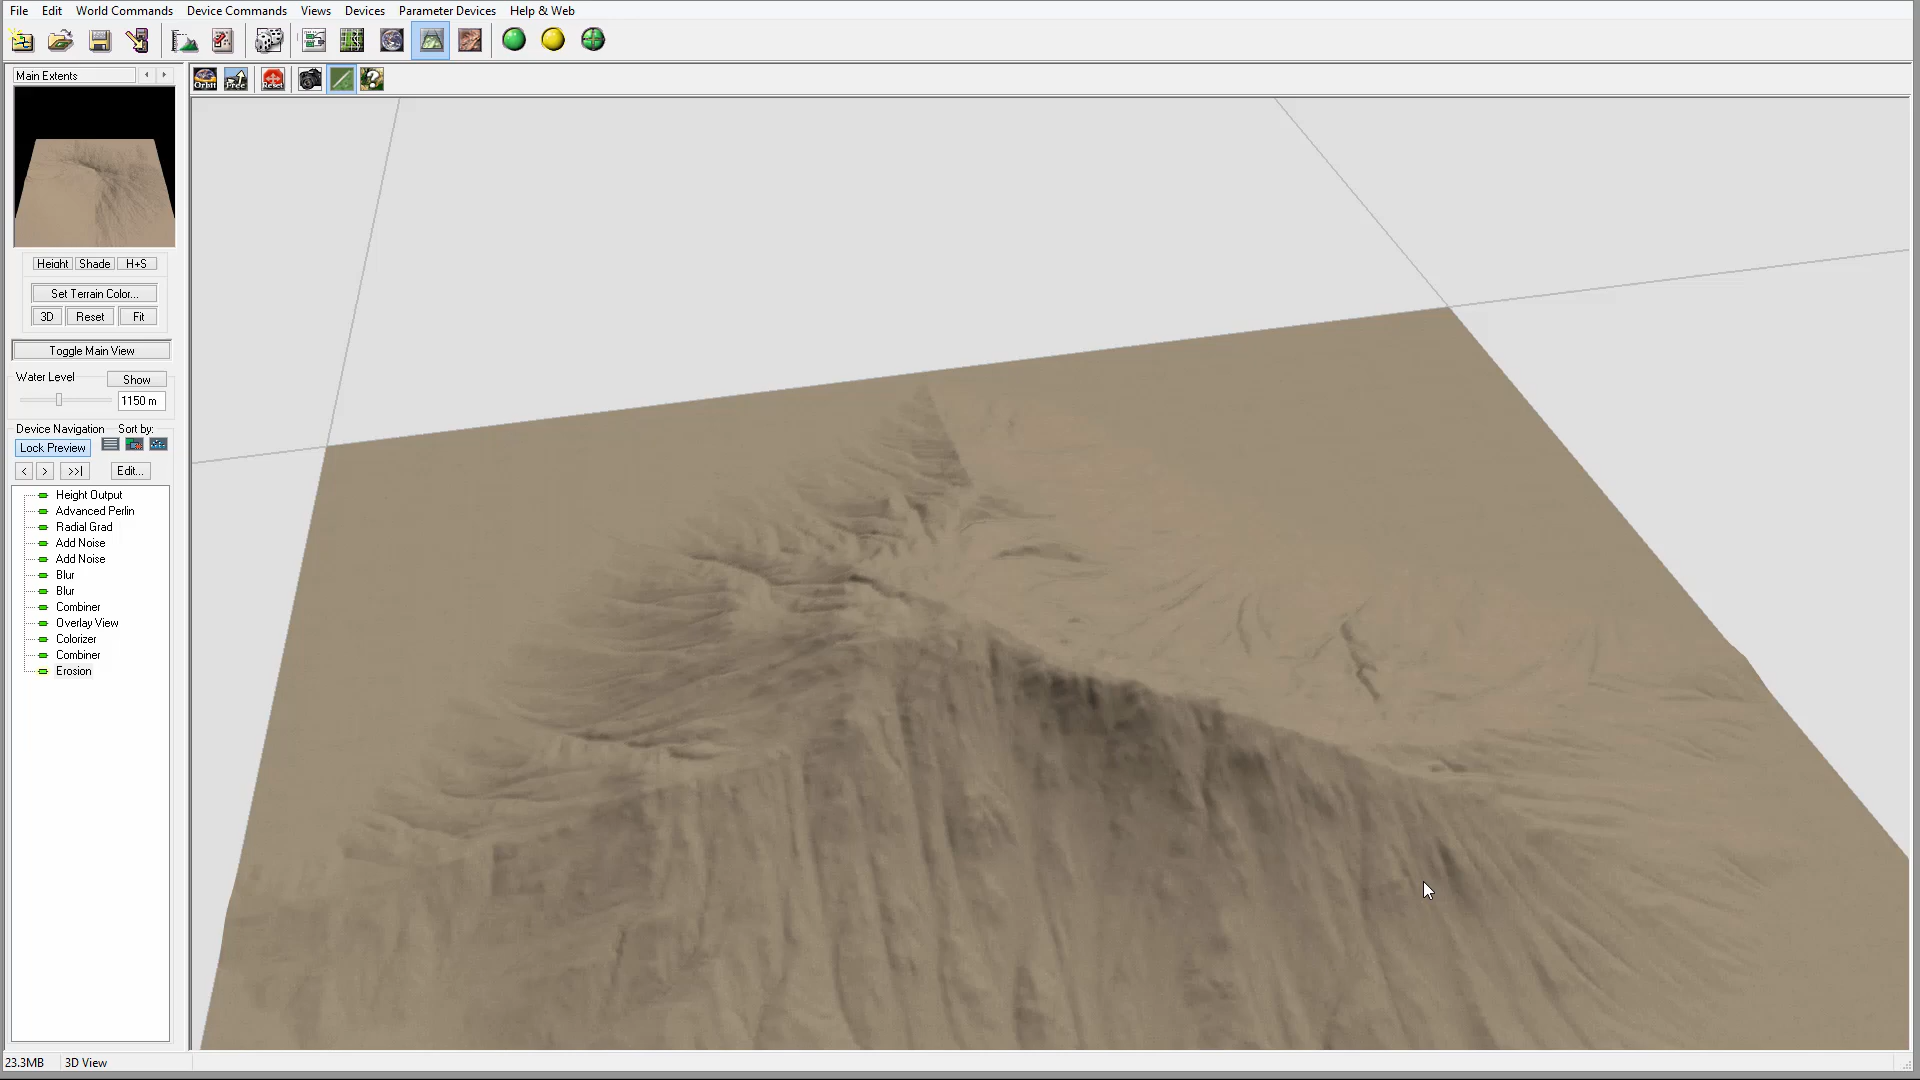 File Edit World Commands Device Commands Views Devices Parameter Devices Help & Web
Main Extents
Orbit Free Reset
Height Shade H+S
Set Terrain Color...
3D Reset Fit
Toggle Main View
Water Level Show
1150 m
Device Navigation Sort by:
Lock Preview
< > >>| Edit...
Height Output
Advanced Perlin
Radial Grad
Add Noise
Add Noise
Blur
Blur
Combiner
Overlay View
Colorizer
Combiner
Erosion
23.3MB 3D View